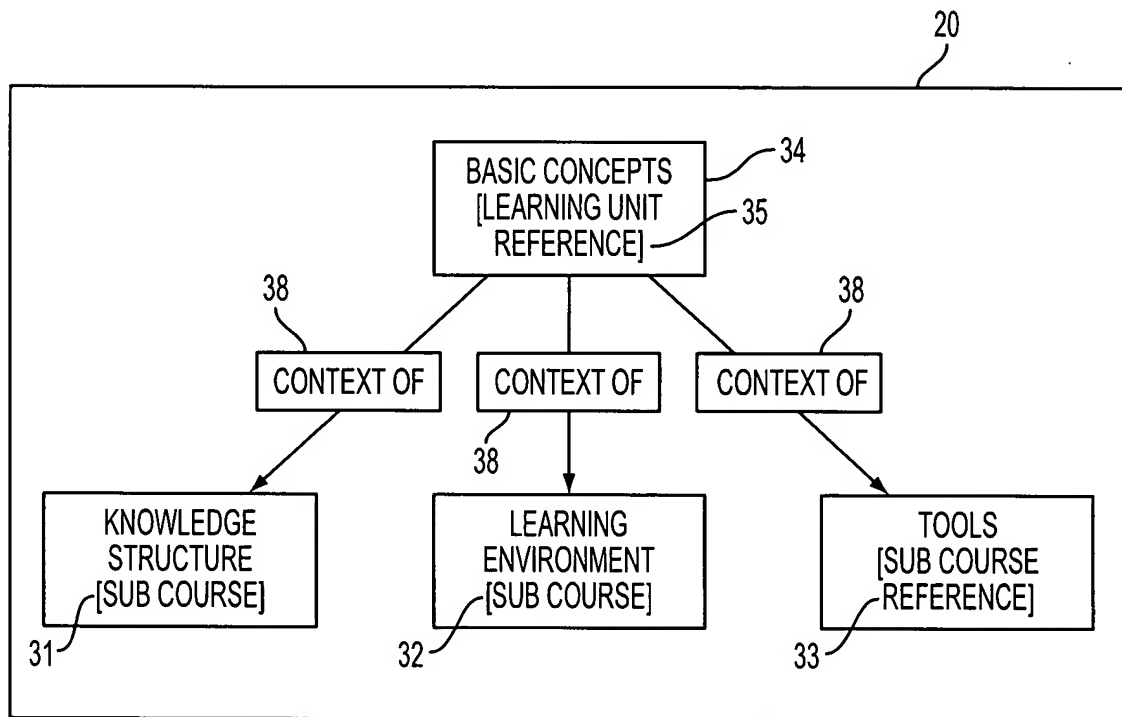 20
BASIC CONCEPTS
[LEARNING UNIT
REFERENCE]
34
35
38
38
CONTEXT OF
CONTEXT OF
CONTEXT OF
38
KNOWLEDGE
STRUCTURE
[SUB COURSE]
LEARNING
ENVIRONMENT
[SUB COURSE]
TOOLS
[SUB COURSE
REFERENCE]
31
32
33